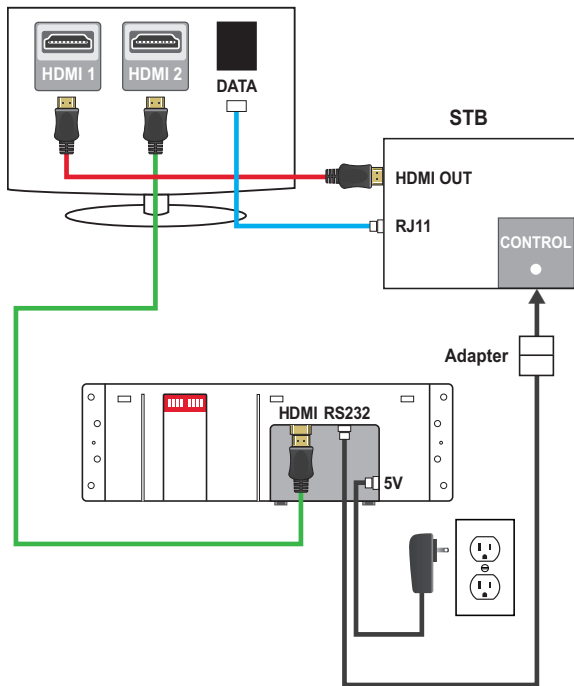 HDMI 1
HDMI 2
DATA
STB
HDMI OUT
RJ11
CONTROL
Adapter
HDMI
RS232
5V